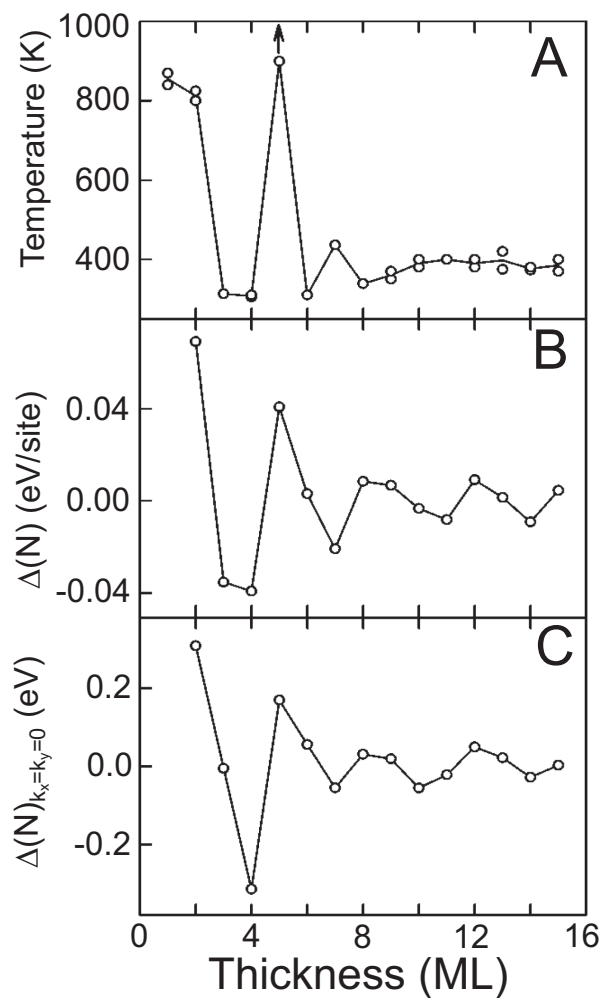 A
Temperature (K)
1000
800
600
400
B
Δ(N) (eV/site)
0.04
0.00
-0.04
C
Δ(N)kx=ky=0 (eV)
0.2
0.0
-0.2
0 4 8 12 16
Thickness (ML)